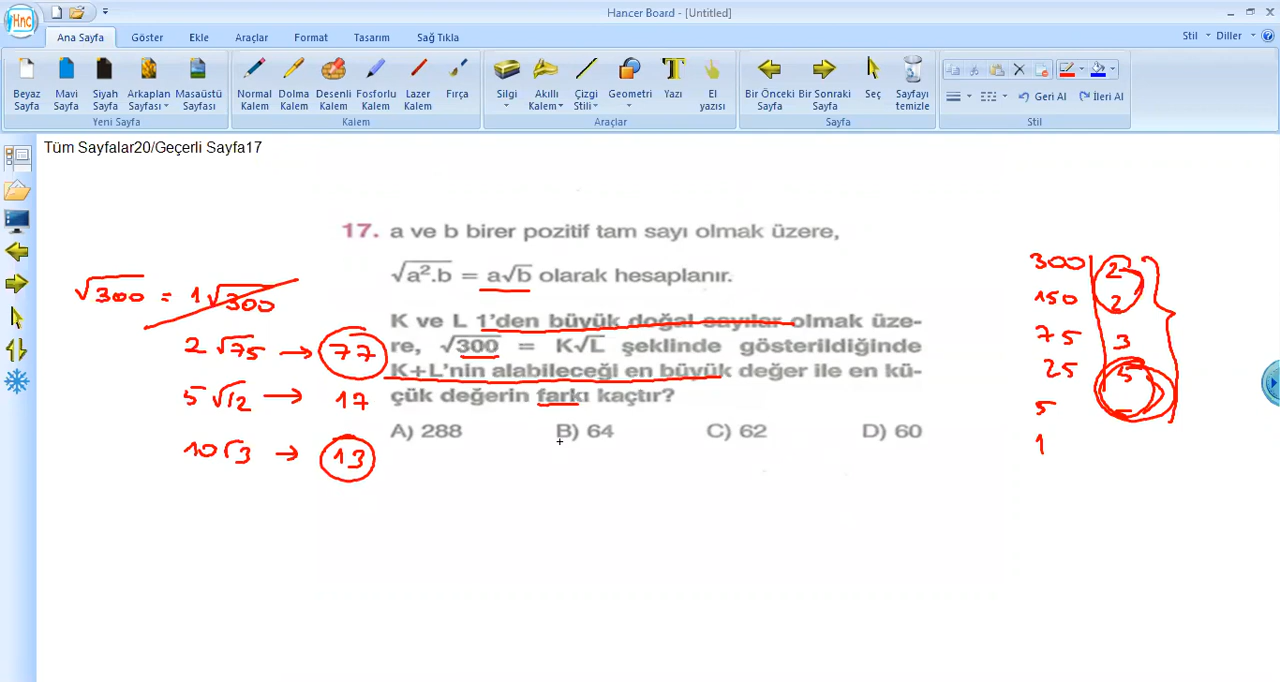 Hnc
Hancer Board - [Untitled]
Ana Sayfa Göster Ekle Araçlar Format Tasarım Sağ Tıkla
Stil Diller
Beyaz Sayfa
Mavi Sayfa
Siyah Sayfa
Arkaplan Sayfası
Masaüstü Sayfası
Yeni Sayfa
Normal Kalem
Dolma Kalem
Desenli Kalem
Fosforlu Kalem
Lazer Kalem
Fırça
Kalem
Silgi
Akıllı Kalem
Çizgi Stili
Geometri
Yazı
El yazısı
Araçlar
Bir Önceki Sayfa
Bir Sonraki Sayfa
Seç
Sayfayı temizle
Sayfa
Geri Al
İleri Al
Stil
Tüm Sayfalar20/Geçerli Sayfa17
17. a ve b birer pozitif tam sayı olmak üzere,
√a².b = a√b olarak hesaplanır.
K ve L 1'den büyük doğal sayılar olmak üze-
re, √300 = K√L şeklinde gösterildiğinde
K+L'nin alabileceği en büyük değer ile en kü-
çük değerin farkı kaçtır?
A) 288 B) 64 C) 62 D) 60
√300 = 1√300
2√75 → 77
5√12 → 17
10√3 → 13
300 2
150 2
75 3
25 5
5
1